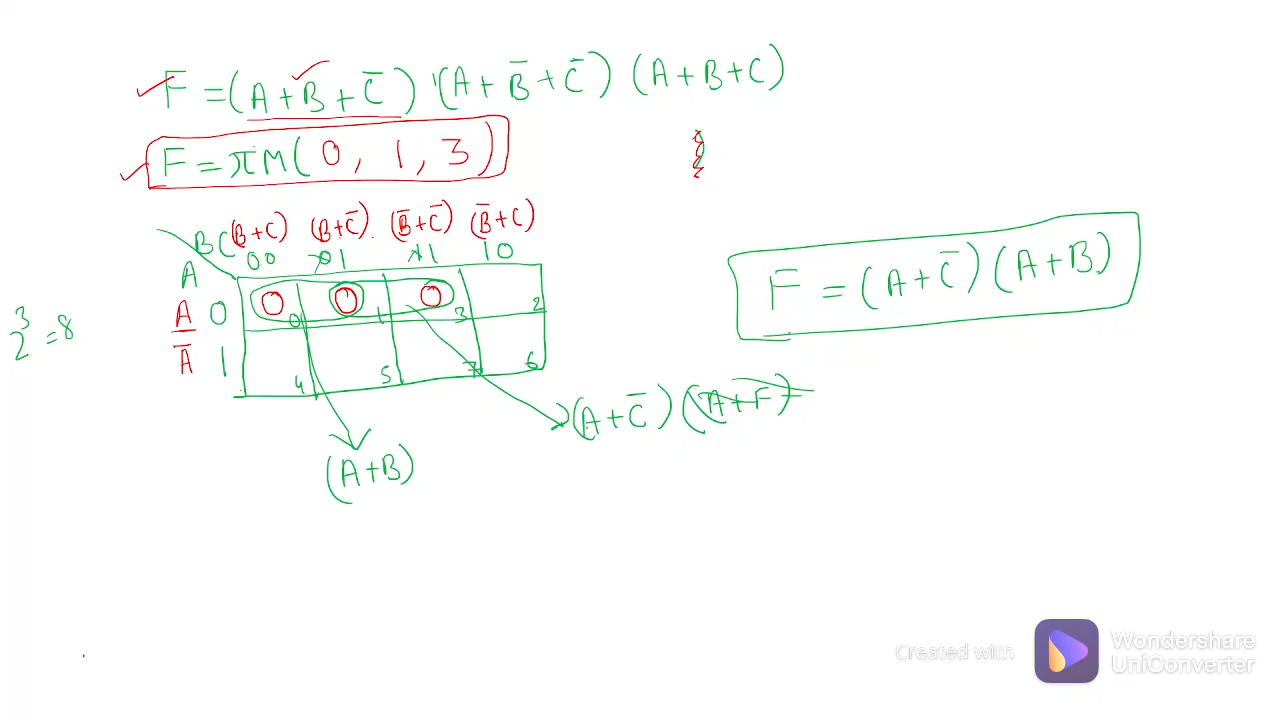 F = (A + B + C̅) (A + B̅ + C̅) (A + B + C)
F = πM(0, 1, 3)
BC (B+C) (B+C̅) (B̅+C̅) (B̅+C)
00 01 11 10
A
A 0 0 0 0 1 0 3 2
A̅ 1 4 5 7 6
2³ = 8
F = (A + C̅) (A + B)
(A + C̅) (A + F)
(A + B)
Created with Wondershare UniConverter